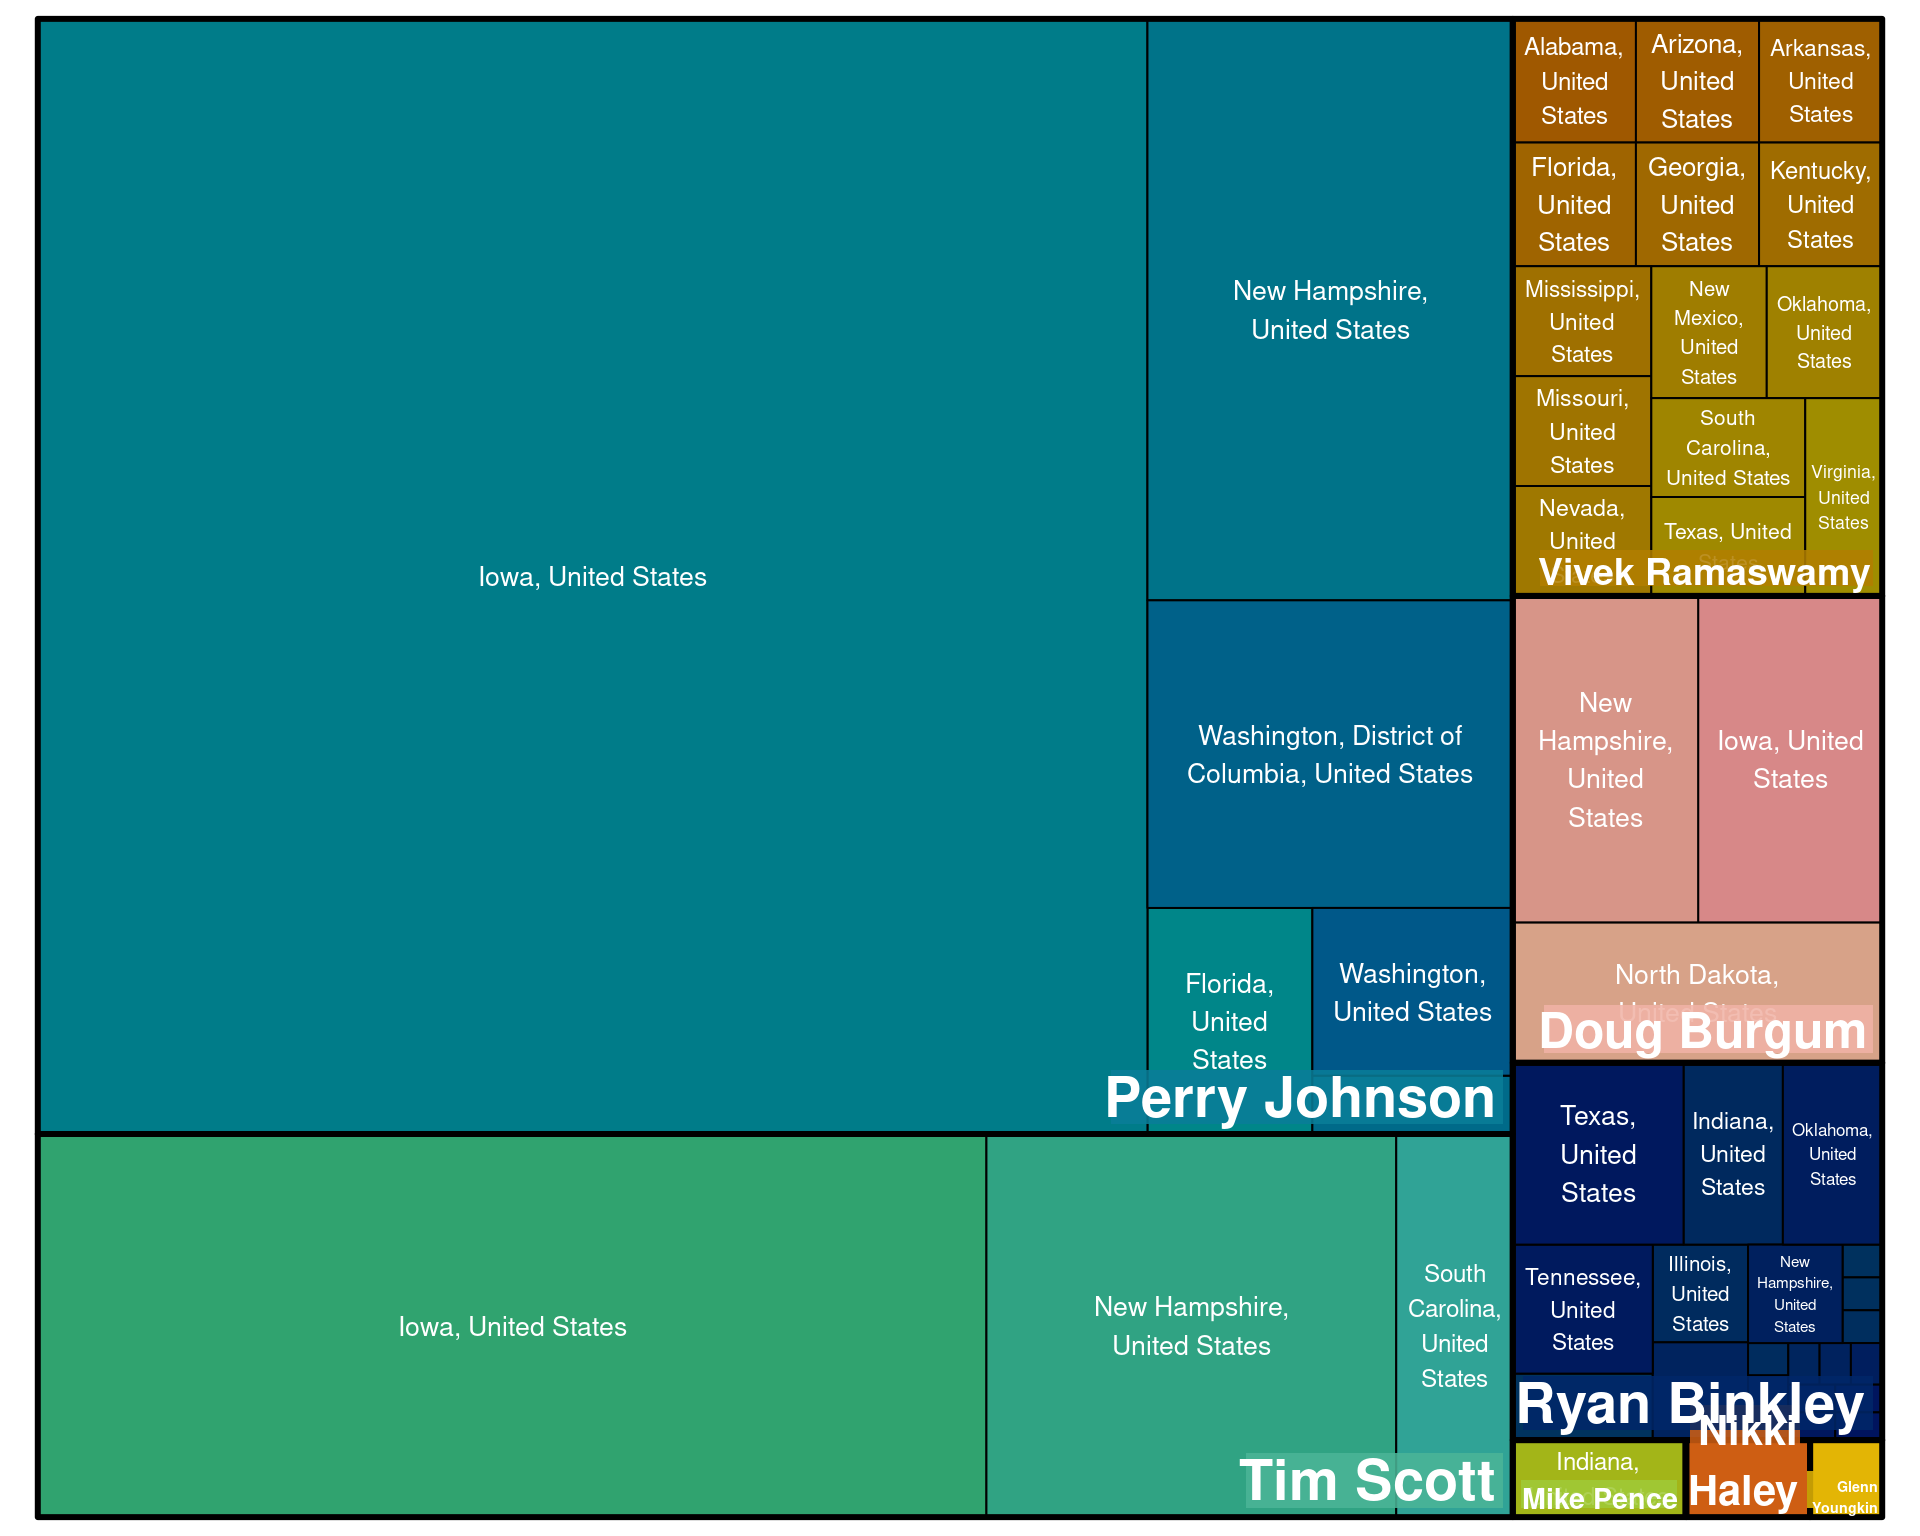 Iowa, United States
New Hampshire,
United States
Washington, District of
Columbia, United States
Florida,
United
States
Washington,
United States
Perry Johnson
Iowa, United States
New Hampshire,
United States
South
Carolina,
United
States
Tim Scott
Alabama,
United
States
Arizona,
United
States
Arkansas,
United
States
Florida,
United
States
Georgia,
United
States
Kentucky,
United
States
Mississippi,
United
States
New
Mexico,
United
States
Oklahoma,
United
States
Missouri,
United
States
South
Carolina,
United States
Virginia,
United
States
Nevada,
United
Texas, United
States
Vivek Ramaswamy
New
Hampshire,
United
States
Iowa, United
States
North Dakota,
United States
Doug Burgum
Texas,
United
States
Indiana,
United
States
Oklahoma,
United
States
Tennessee,
United
States
Illinois,
United
States
New
Hampshire,
United
States
Ryan Binkley
Indiana,
Mike Pence
Nikki
Haley
Glenn
Youngkin